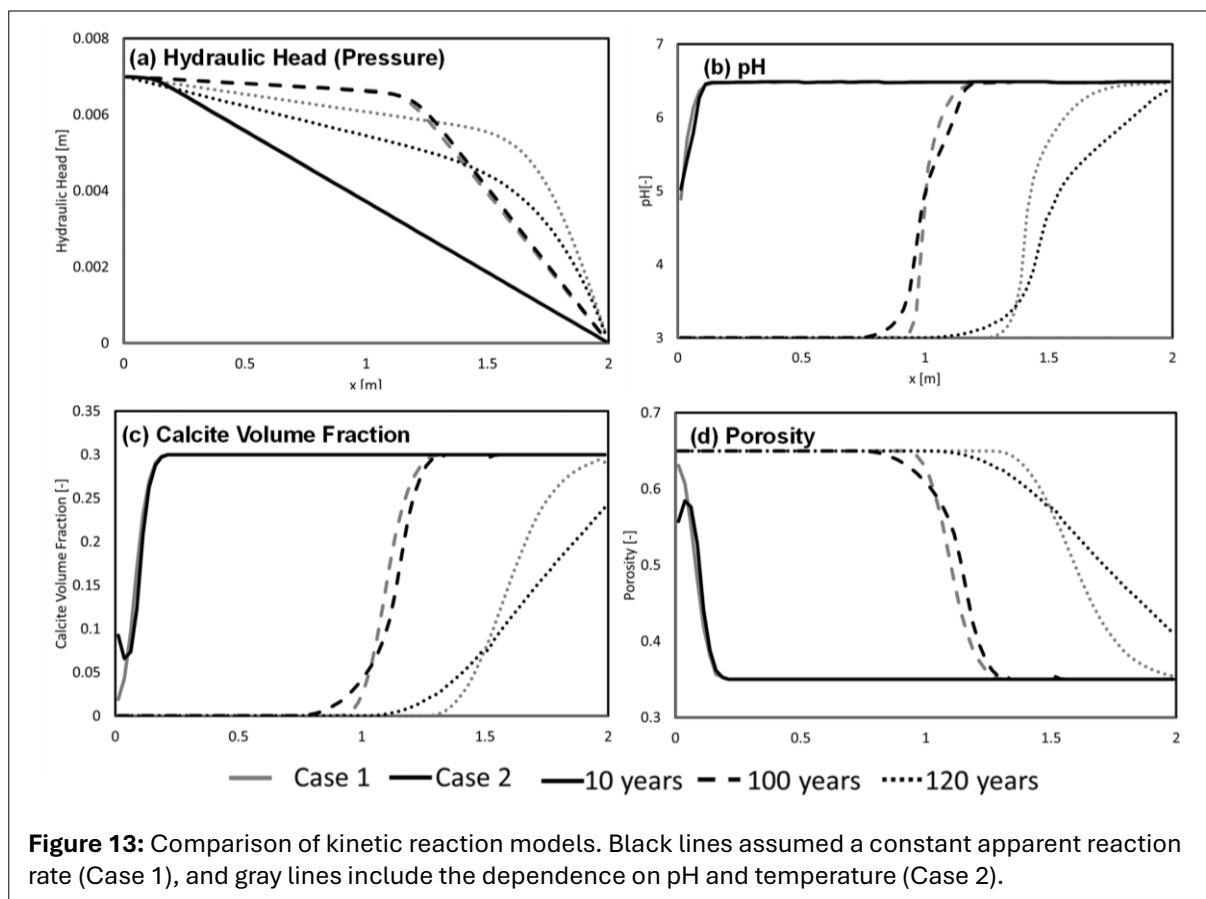 (a) Hydraulic Head (Pressure)
Hydraulic Head [m]
0.008
0.006
0.004
0.002
0
0 0.5 1 1.5 2
x [m]
(b) pH
pH[-]
7
6
5
4
3
0 0.5 1 1.5 2
x [m]
(c) Calcite Volume Fraction
Calcite Volume Fraction [-]
0.35
0.3
0.25
0.2
0.15
0.1
0.05
0
0 0.5 1 1.5 2
(d) Porosity
Porosity [-]
0.7
0.6
0.5
0.4
0.3
0 0.5 1 1.5 2
Case 1 Case 2 10 years 100 years 120 years
Figure 13: Comparison of kinetic reaction models. Black lines assumed a constant apparent reaction
rate (Case 1), and gray lines include the dependence on pH and temperature (Case 2).